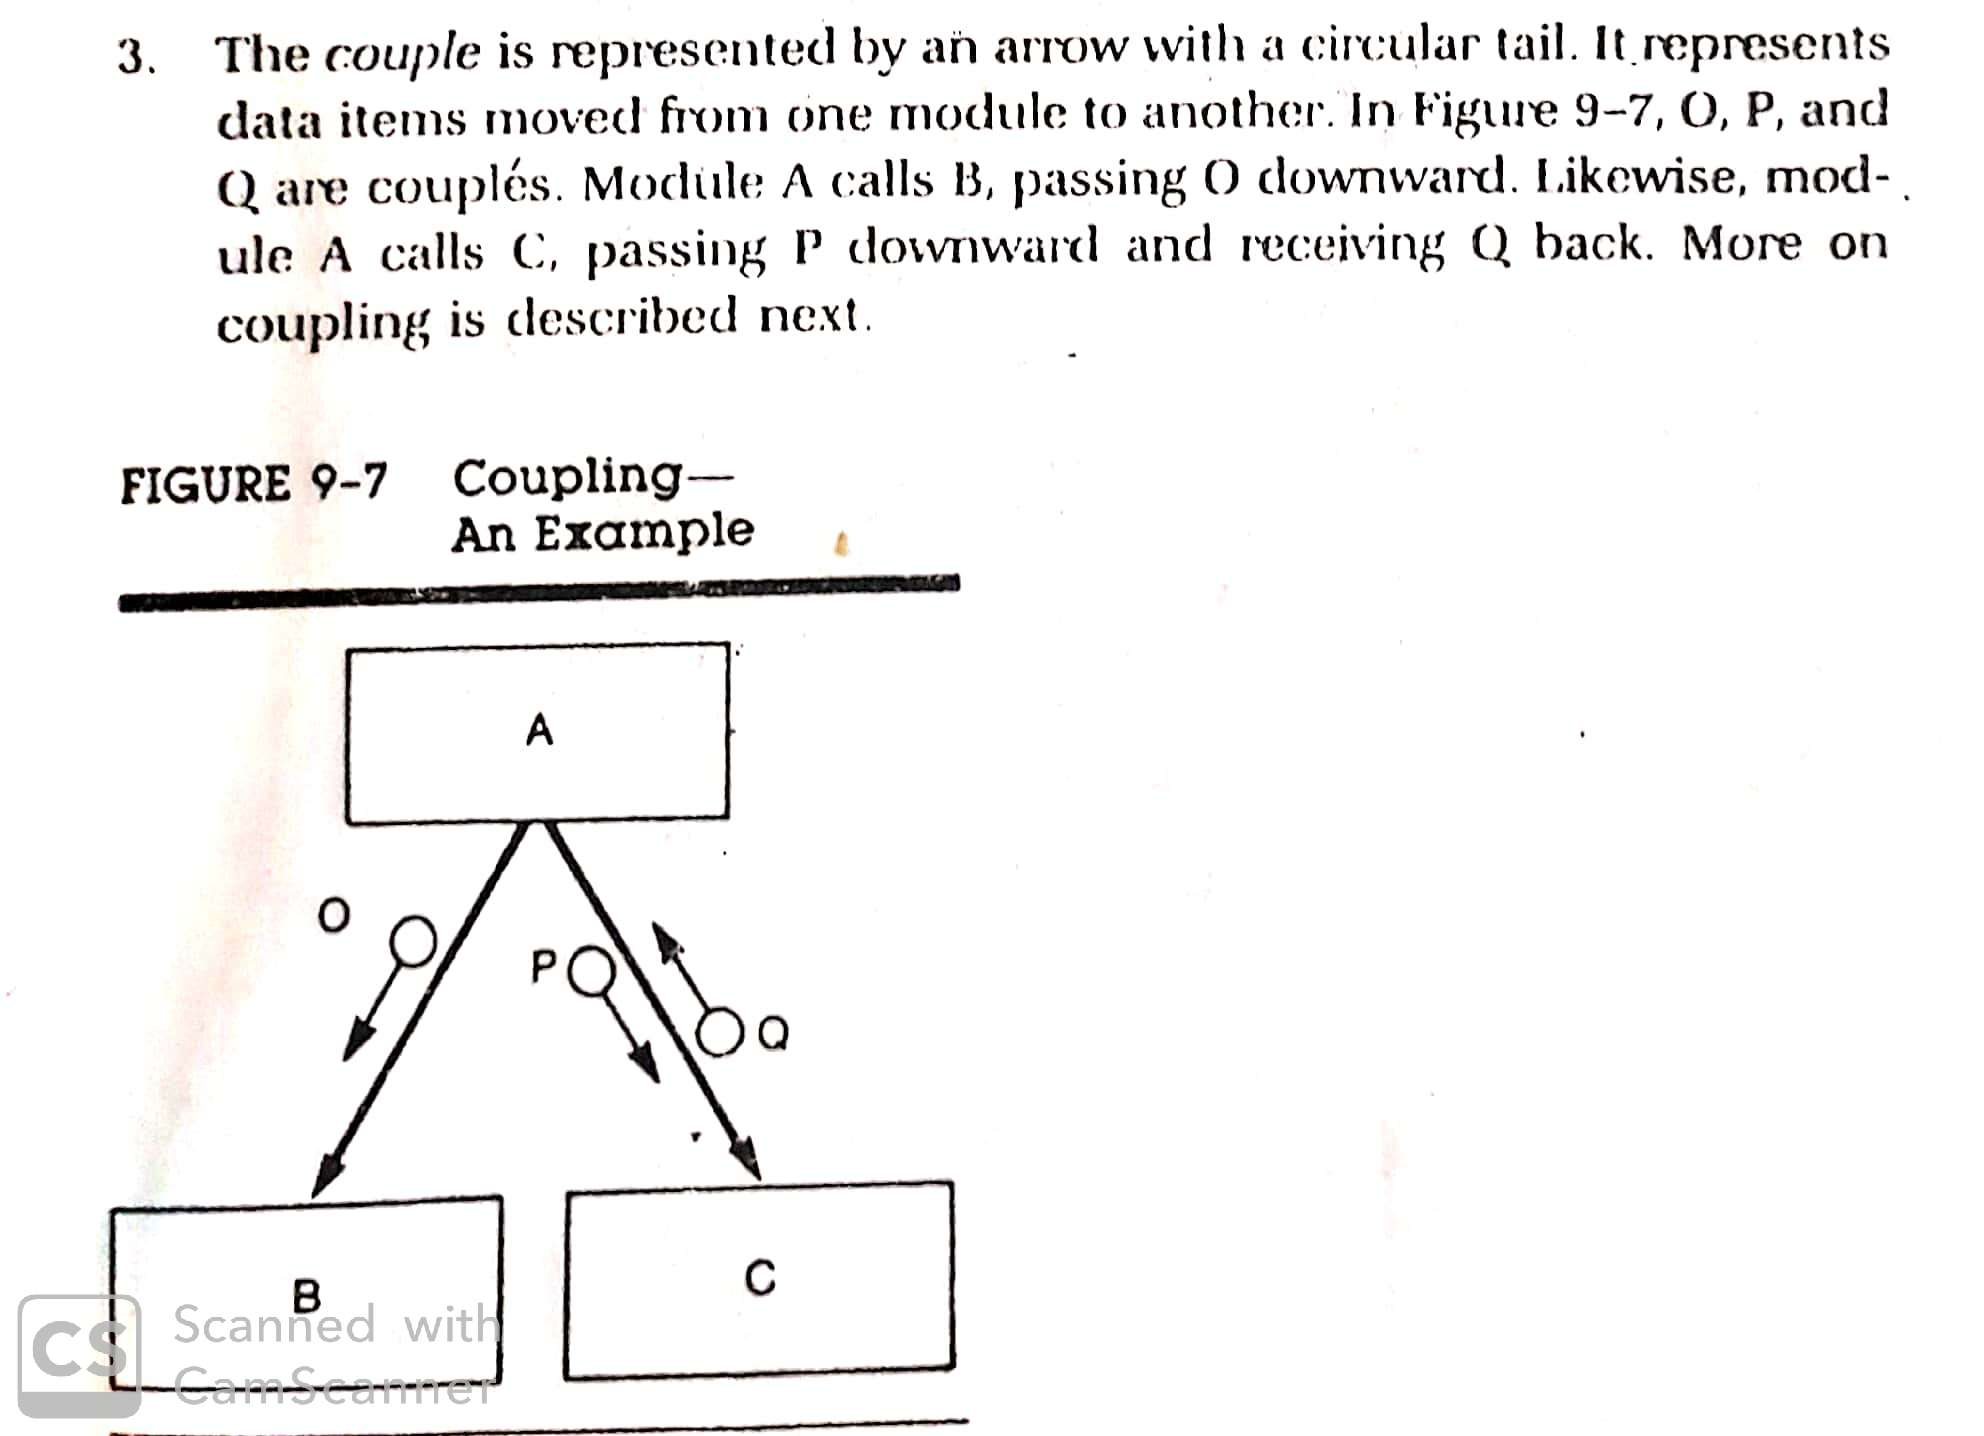 3. The couple is represented by an arrow with a circular tail. It represents
data items moved from one module to another. In Figure 9–7, O, P, and
Q are couples. Module A calls B, passing O downward. Likewise, mod-
ule A calls C, passing P downward and receiving Q back. More on
coupling is described next.
FIGURE 9–7 Coupling—
An Example
A
O
P
Q
B
C
CS Scanned with
CamScanner